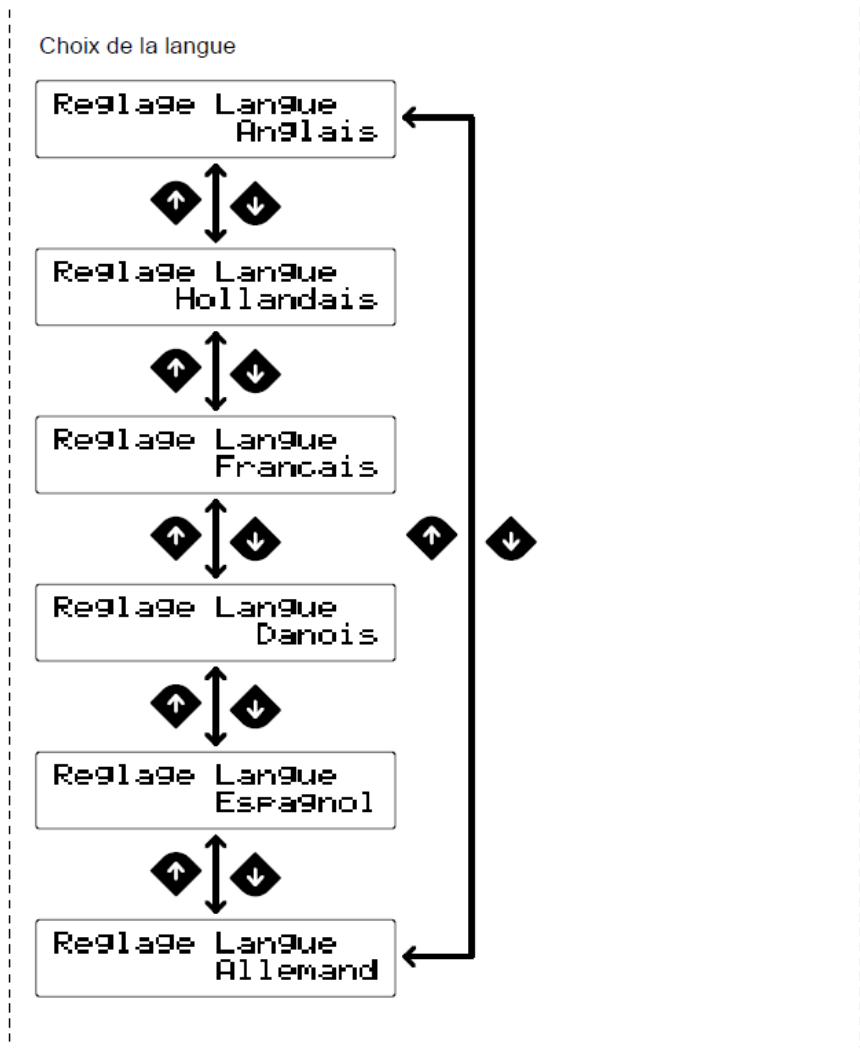 Choix de la langue
Reglage Langue
Anglais
Reglage Langue
Hollandais
Reglage Langue
Francais
Reglage Langue
Danois
Reglage Langue
Espagnol
Reglage Langue
Allemand